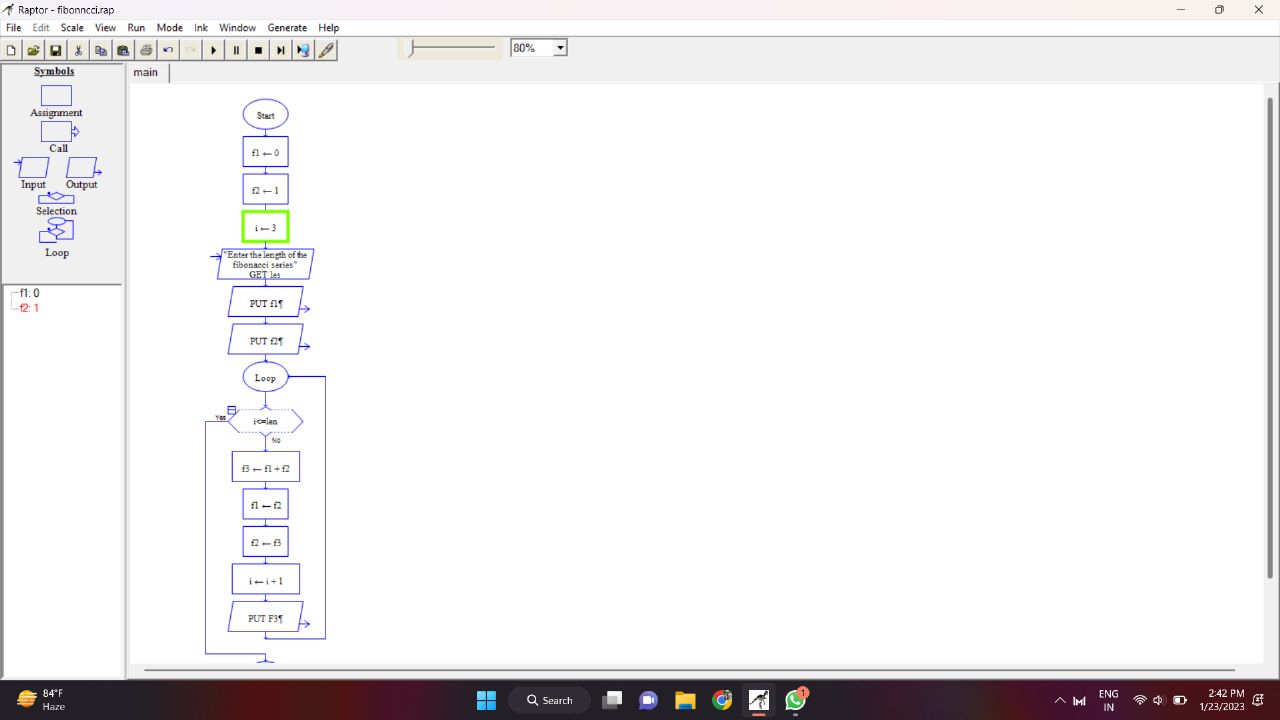 Raptor - fibonncci.rap
File Edit Scale View Run Mode Ink Window Generate Help
80%
Symbols
main
Assignment
Call
Input Output
Selection
Loop
f1: 0
f2: 1
Start
f1 ← 0
f2 ← 1
i ← 3
"Enter the length of the
fibonacci series"
GET les
PUT f1¶
PUT f2¶
Loop
Yes
i<=len
No
f3 ← f1 + f2
f1 ← f2
f2 ← f3
i ← i + 1
PUT F3¶
84°F
Haze
Search
1
ENG
IN
2:42 PM
1/23/2023